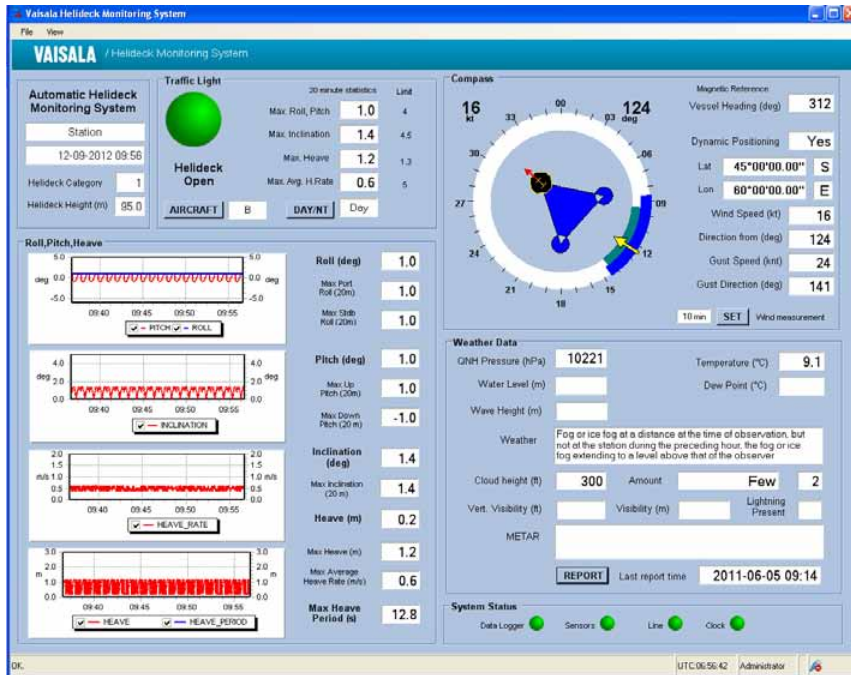 Vaisala Helideck Monitoring System
File View
VAISALA / Helideck Monitoring System
Automatic Helideck
Monitoring System
Station
12-09-2012 09:56
Helideck Category 1
Helideck Height (m) 95.0
Traffic Light
20 minute statistics Limit
Max. Roll, Pitch 1.0 4
Max. Inclination 1.4 4.5
Max. Heave 1.2 1.3
Max. Avg. H.Rate 0.6 5
Helideck
Open
AIRCRAFT B DAY/NT Day
Compass
16
kt
124
deg
00
03
06
09
12
15
18
21
24
27
30
33
Magnetic Reference
Vessel Heading (deg) 312
Dynamic Positioning Yes
Lat 45°00'00.00" S
Lon 60°00'00.00" E
Wind Speed (kt) 16
Direction from (deg) 124
Gust Speed (knt) 24
Gust Direction (deg) 141
10 min SET Wind measurement
Roll,Pitch,Heave
5.0 5.0
deg 0.0 0.0 deg
-5.0 -5.0
09:40 09:45 09:50 09:55
PITCH ROLL
4.0 4.0
deg 2.0 2.0 deg
0.0 0.0
09:40 09:45 09:50 09:55
INCLINATION
2.0 2.0
1.5 1.5
m/s 1.0 1.0 m/s
0.5 0.5
0.0 0.0
09:40 09:45 09:50 09:55
HEAVE_RATE
3.0 3.0
2.0 2.0
m m
1.0 1.0
0.0 0.0
09:40 09:45 09:50 09:55
HEAVE HEAVE_PERIOD
Roll (deg) 1.0
Max Port
Roll (20m) 1.0
Max Stdb
Roll (20m) 1.0
Pitch (deg) 1.0
Max Up
Pitch (20m) 1.0
Max Down
Pitch (20 m) -1.0
Inclination
(deg) 1.4
Max Inclination
(20 m) 1.4
Heave (m) 0.2
Max Heave (m) 1.2
Max Average
Heave Rate (m/s) 0.6
Max Heave
Period (s) 12.8
Weather Data
QNH Pressure (hPa) 10221 Temperature (°C) 9.1
Water Level (m) Dew Point (°C)
Wave Height (m)
Weather
Fog or ice fog at a distance at the time of observation, but
not at the station during the preceding hour, the fog or ice
fog extending to a level above that of the observer
Cloud height (ft) 300 Amount Few 2
Vert. Visibility (ft) Visibility (m) Lightning
Present
METAR
REPORT Last report time 2011-06-05 09:14
System Status
Data Logger Sensors Line Clock
OK. UTC:06:56:42 Administrator